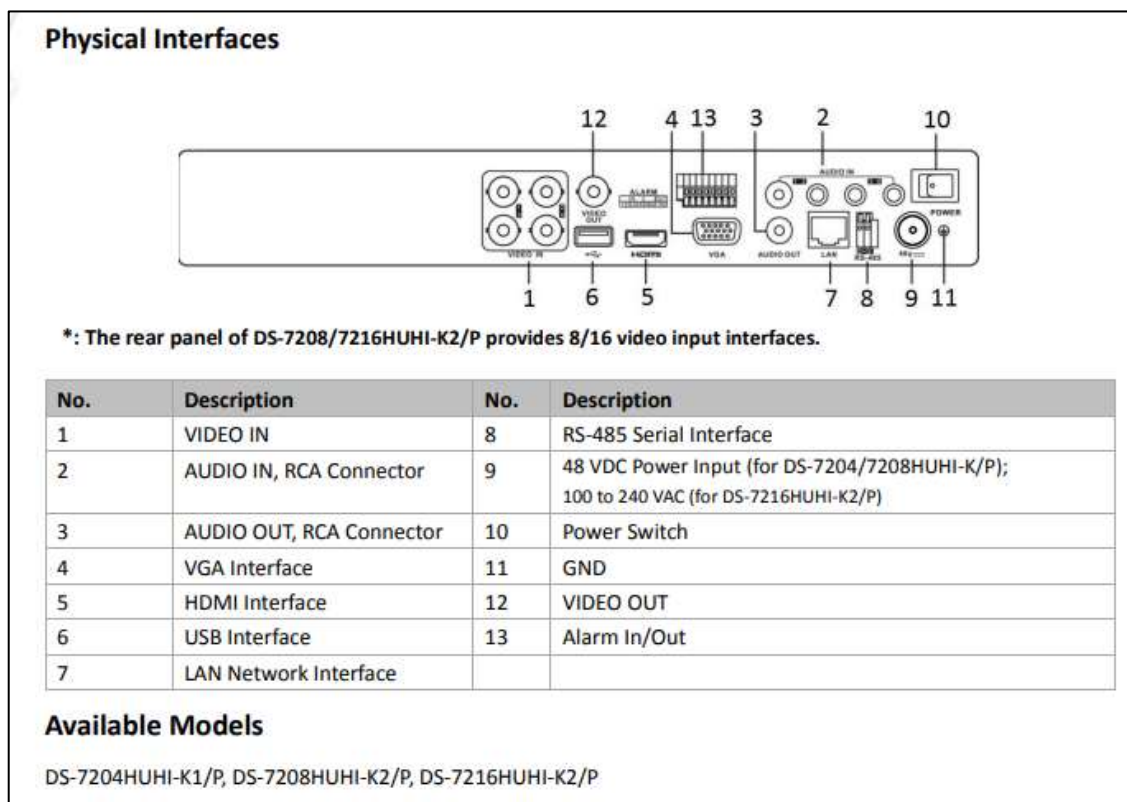 Physical Interfaces
12 4 13 3 2 10
AUDIO IN
ALARM
POWER
VIDEO OUT
VIDEO IN HDMI VGA AUDIO OUT LAN RS-485 48V
1 6 5 7 8 9 11
*: The rear panel of DS-7208/7216HUHI-K2/P provides 8/16 video input interfaces.
No. Description No. Description
1 VIDEO IN 8 RS-485 Serial Interface
2 AUDIO IN, RCA Connector 9 48 VDC Power Input (for DS-7204/7208HUHI-K/P);
100 to 240 VAC (for DS-7216HUHI-K2/P)
3 AUDIO OUT, RCA Connector 10 Power Switch
4 VGA Interface 11 GND
5 HDMI Interface 12 VIDEO OUT
6 USB Interface 13 Alarm In/Out
7 LAN Network Interface
Available Models
DS-7204HUHI-K1/P, DS-7208HUHI-K2/P, DS-7216HUHI-K2/P